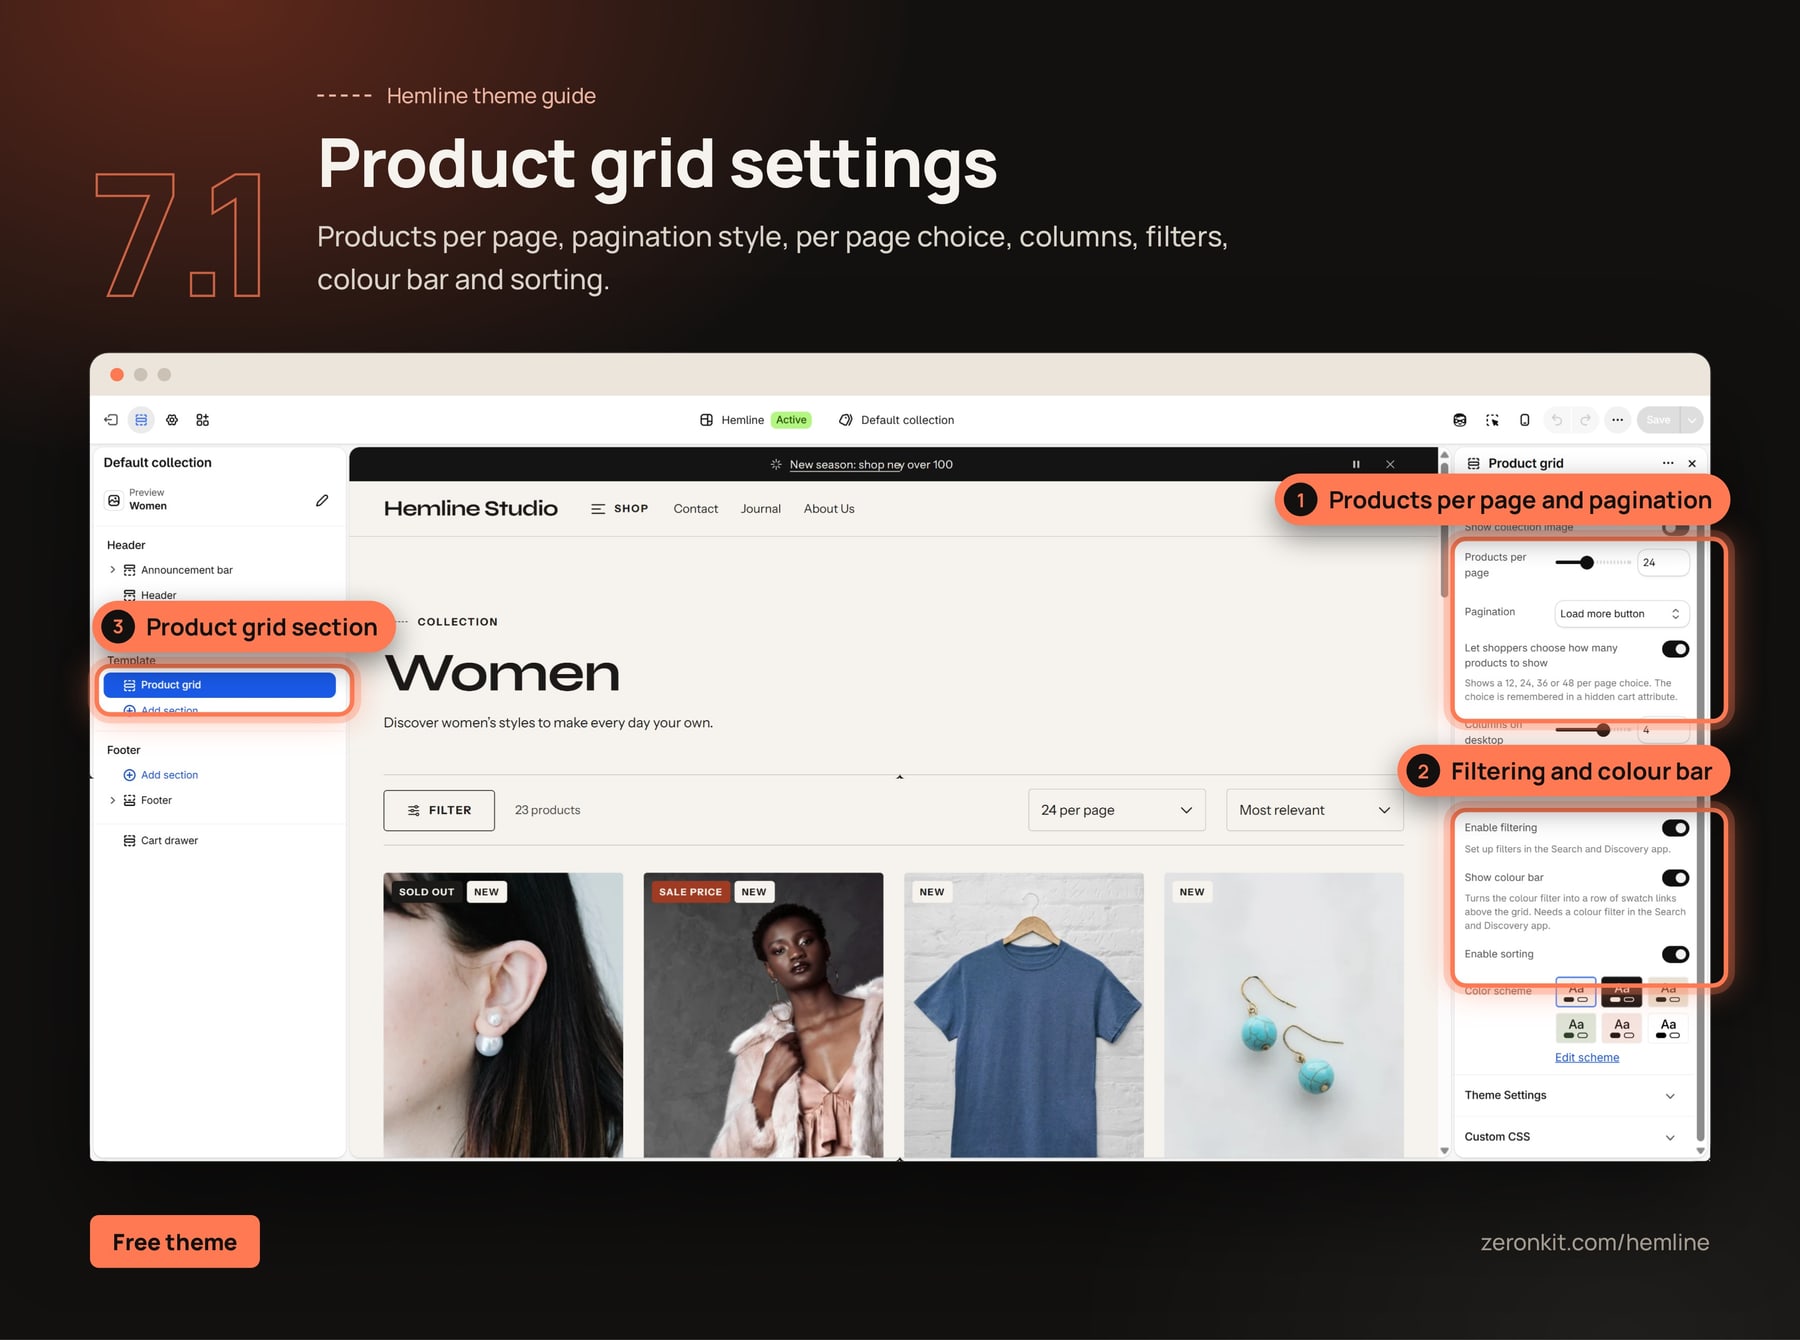 Hemline theme guide
7.1
Product grid settings
Products per page, pagination style, per page choice, columns, filters,
colour bar and sorting.
Hemline Active
Default collection
Save
Default collection
Preview
Women
Header
Announcement bar
Header
3 Product grid section
Template
Product grid
Add section
Footer
Add section
Footer
Cart drawer
New season: shop
over 100
Hemline Studio
SHOP
Contact
Journal
About Us
COLLECTION
Women
Discover women's styles to make every day your own.
FILTER
23 products
24 per page
Most relevant
SOLD OUT
NEW
SALE PRICE
NEW
NEW
NEW
Product grid
1 Products per page and pagination
Show collection image
Products per
page
24
Pagination
Load more button
Let shoppers choose how many
products to show
Shows a 12, 24, 36 or 48 per page choice. The
choice is remembered in a hidden cart attribute.
Columns on
desktop
4
2 Filtering and colour bar
Enable filtering
Set up filters in the Search and Discovery app.
Show colour bar
Turns the colour filter into a row of swatch links
above the grid. Needs a colour filter in the Search
and Discovery app.
Enable sorting
Color scheme
Aa Aa Aa
Aa Aa Aa
Edit scheme
Theme Settings
Custom CSS
Free theme
zeronkit.com/hemline